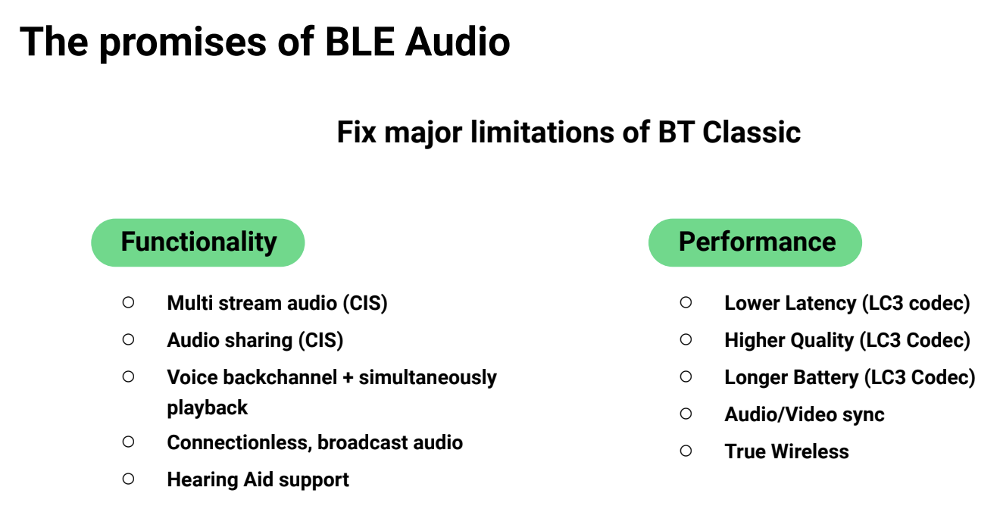 The promises of BLE Audio
Fix major limitations of BT Classic
Functionality
Multi stream audio (CIS)
Audio sharing (CIS)
Voice backchannel + simultaneously
playback
Connectionless, broadcast audio
Hearing Aid support
Performance
Lower Latency (LC3 codec)
Higher Quality (LC3 Codec)
Longer Battery (LC3 Codec)
Audio/Video sync
True Wireless